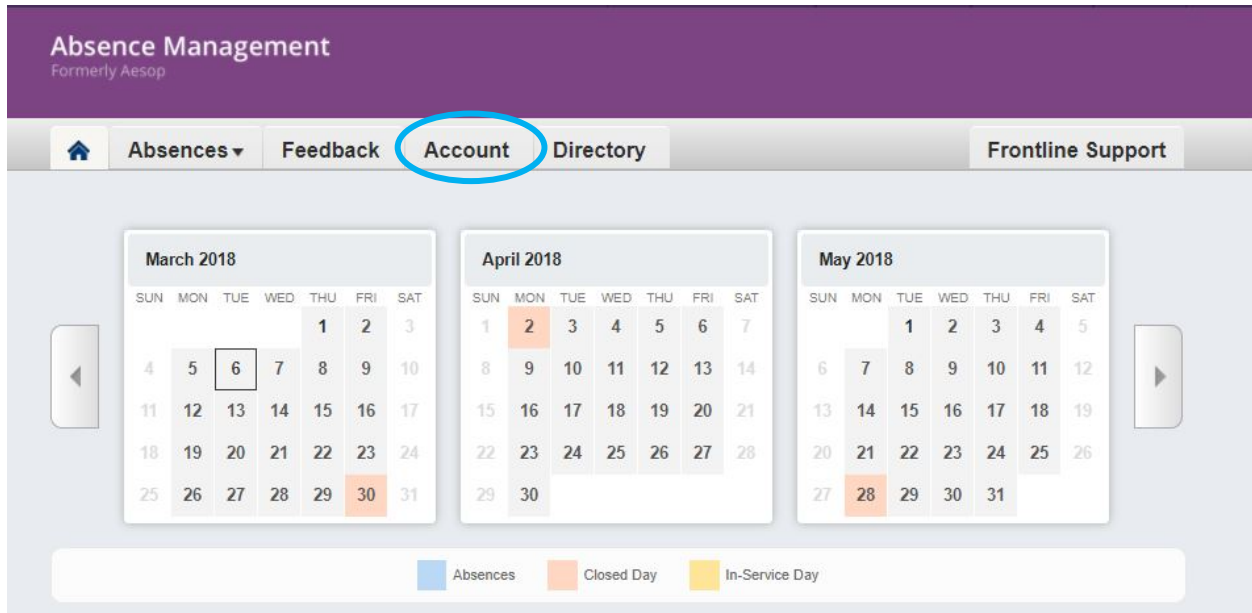 Absence Management
Formerly Aesop
Absences Feedback Account Directory Frontline Support
March 2018
SUN MON TUE WED THU FRI SAT
1 2 3
4 5 6 7 8 9 10
11 12 13 14 15 16 17
18 19 20 21 22 23 24
25 26 27 28 29 30 31
April 2018
SUN MON TUE WED THU FRI SAT
1 2 3 4 5 6 7
8 9 10 11 12 13 14
15 16 17 18 19 20 21
22 23 24 25 26 27 28
29 30
May 2018
SUN MON TUE WED THU FRI SAT
1 2 3 4 5
6 7 8 9 10 11 12
13 14 15 16 17 18 19
20 21 22 23 24 25 26
27 28 29 30 31
Absences Closed Day In-Service Day